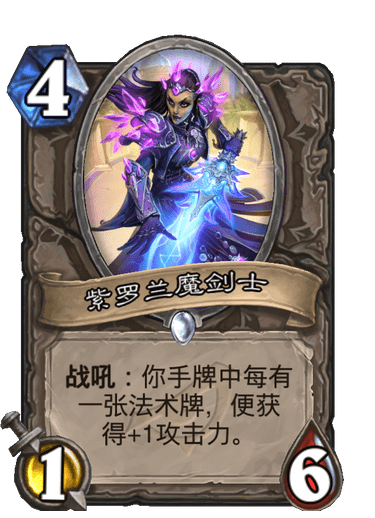 4
紫罗兰魔剑士
战吼：你手牌中每有
一张法术牌，便获
得+1攻击力。
1
6